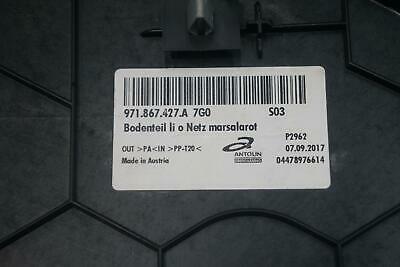 971.867.427.A 7G0 S03
Bodenteil li o Netz marsalarot
P2962
OUT >PA<IN >PP-T20<
ANTOLIN
07.09.2017
Made in Austria
04478976614